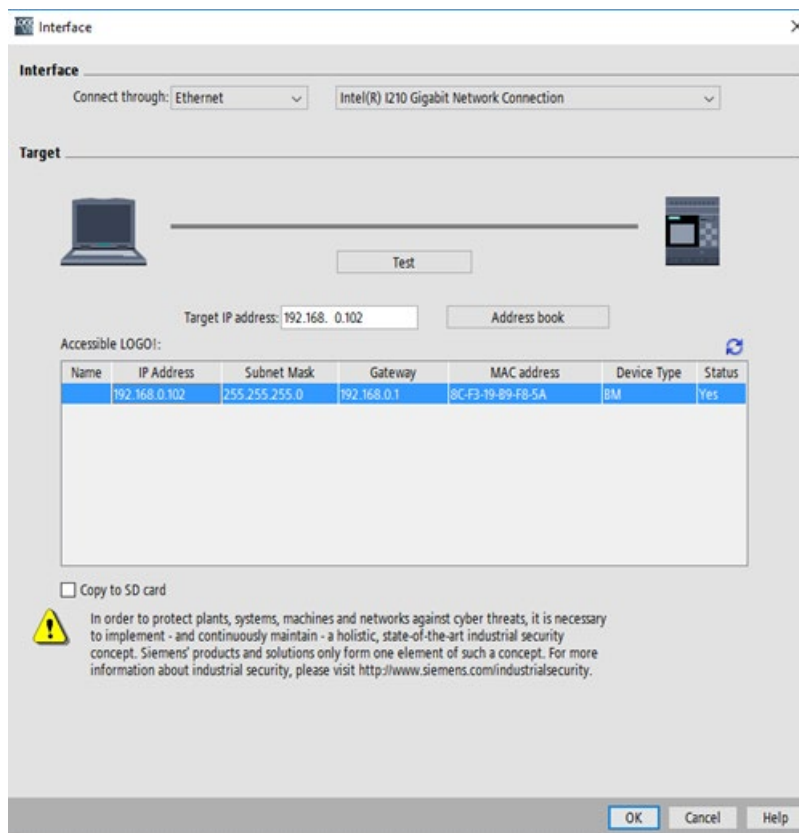 Interface
Interface
Connect through: Ethernet Intel(R) I210 Gigabit Network Connection
Target
Test
Target IP address: 192.168. 0.102 Address book
Accessible LOGO!:
Name IP Address Subnet Mask Gateway MAC address Device Type Status
192.168.0.102 255.255.255.0 192.168.0.1 8C-F3-19-B9-F8-5A BM Yes
Copy to SD card
In order to protect plants, systems, machines and networks against cyber threats, it is necessary
to implement - and continuously maintain - a holistic, state-of-the-art industrial security
concept. Siemens' products and solutions only form one element of such a concept. For more
information about industrial security, please visit http://www.siemens.com/industrialsecurity.
OK Cancel Help